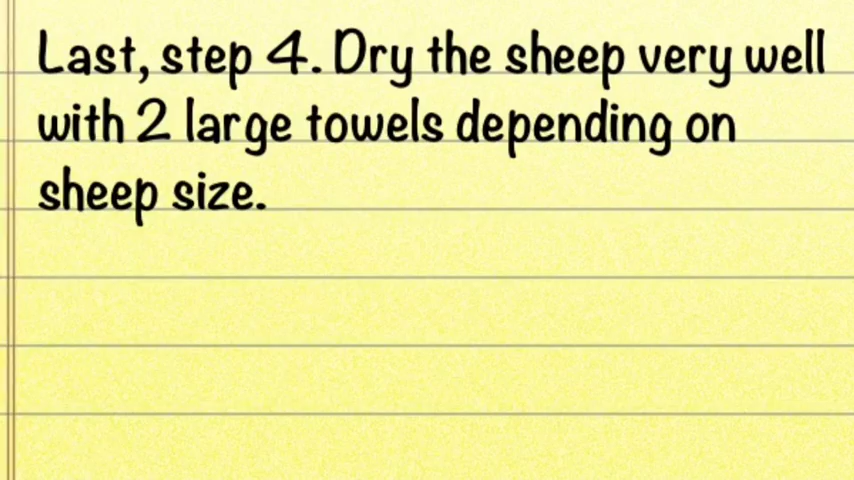 Last, step 4. Dry the sheep very well
with 2 large towels depending on
sheep size.